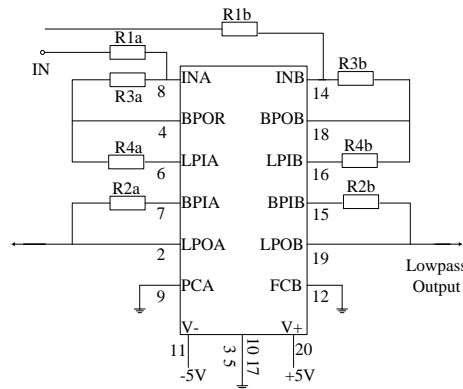 R1b
R1a
IN
R3a
8
INA
INB
14
R3b
4
BPOR
BPOB
18
R4a
6
LPIA
LPIB
16
R4b
R2a
7
BPIA
BPIB
15
R2b
2
LPOA
LPOB
19
Lowpass
Output
9
PCA
FCB
12
V-
V+
11
3 5
10 17
20
-5V
+5V